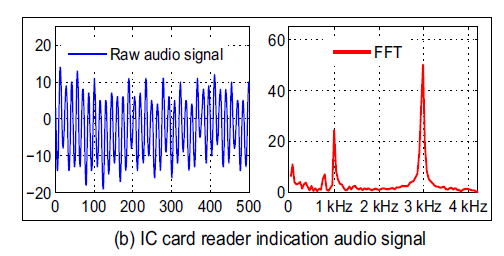 Raw audio signal
20
10
0
−10
−20
0 100 200 300 400 500
FFT
60
40
20
0
0 1 kHz 2 kHz 3 kHz 4 kHz
(b) IC card reader indication audio signal